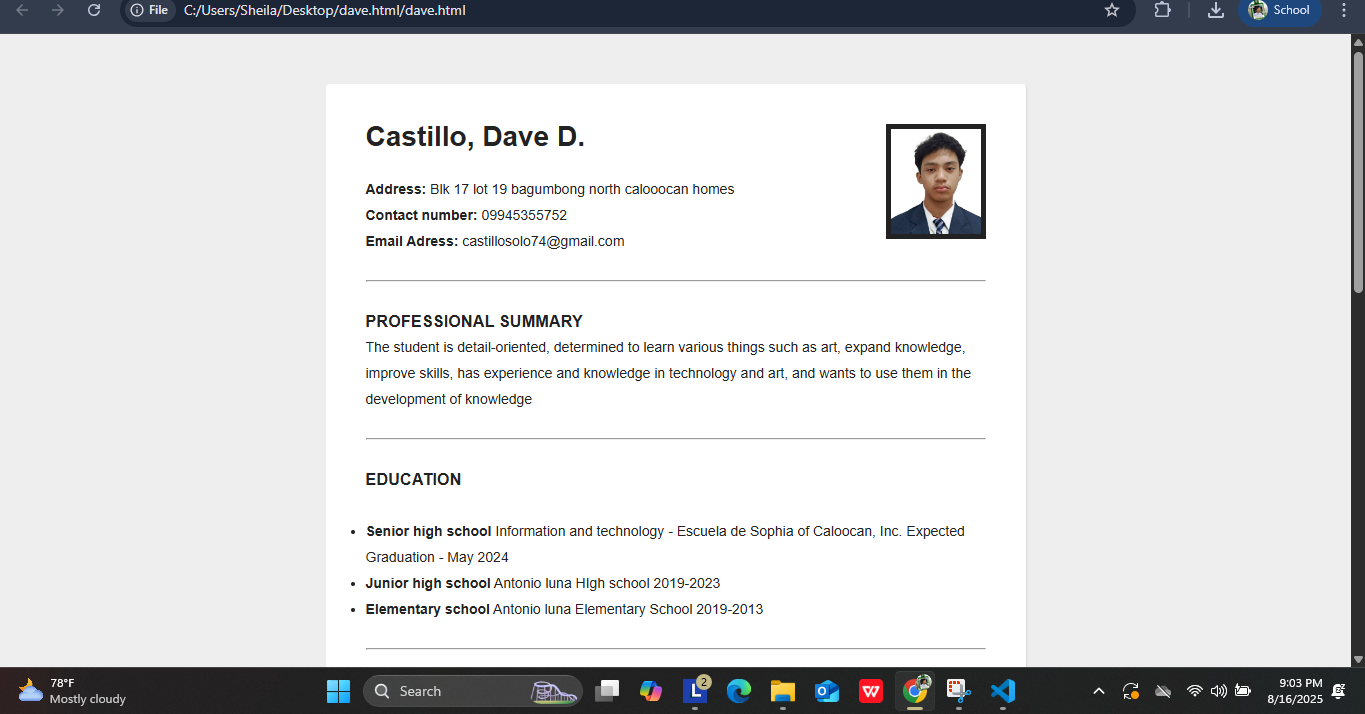 File
C:/Users/Sheila/Desktop/dave.html/dave.html
School
Castillo, Dave D.
Address: Blk 17 lot 19 bagumbong north calooocan homes
Contact number: 09945355752
Email Adress: castillosolo74@gmail.com
PROFESSIONAL SUMMARY
The student is detail-oriented, determined to learn various things such as art, expand knowledge,
improve skills, has experience and knowledge in technology and art, and wants to use them in the
development of knowledge
EDUCATION
Senior high school Information and technology - Escuela de Sophia of Caloocan, Inc. Expected
Graduation - May 2024
Junior high school Antonio luna HIgh school 2019-2023
Elementary school Antonio luna Elementary School 2019-2013
78°F
Mostly cloudy
Search
L
2
W
9:03 PM
8/16/2025